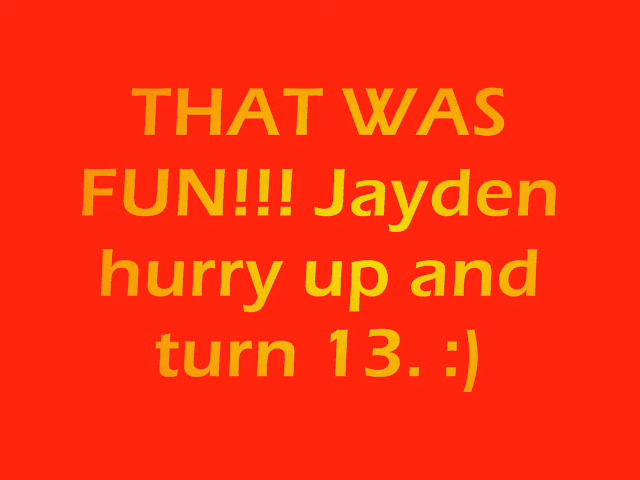 THAT WAS
FUN!!! Jayden
hurry up and
turn 13. :)